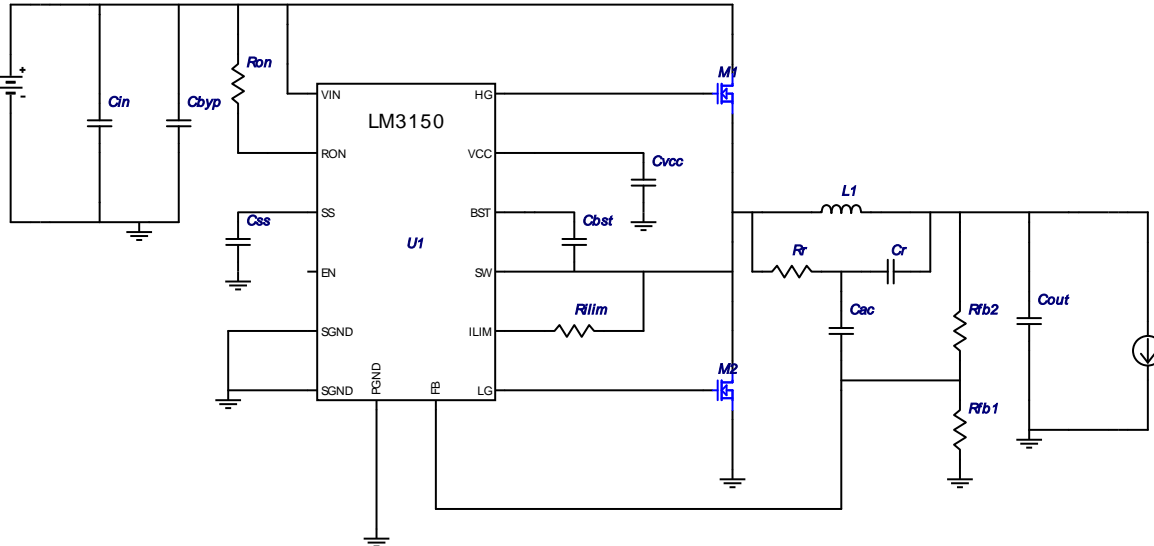 M1
Ron
Cin
Cbyp
VIN
HG
LM3150
RON
VCC
Cvcc
L1
SS
BST
Css
Cbst
U1
Rr
Cr
EN
SW
Rilim
Cac
Cout
Rfb2
SGND
ILIM
M2
PGND
FB
SGND
LG
Rfb1
+
-